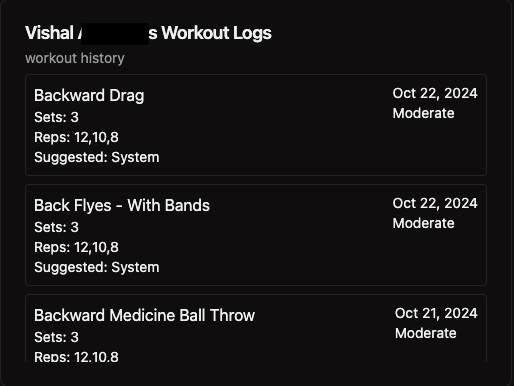 Vishal s Workout Logs
workout history
Backward Drag
Oct 22, 2024
Sets: 3
Moderate
Reps: 12,10,8
Suggested: System
Back Flyes - With Bands
Oct 22, 2024
Sets: 3
Moderate
Reps: 12,10,8
Suggested: System
Backward Medicine Ball Throw
Oct 21, 2024
Sets: 3
Moderate
Reps: 12,10,8